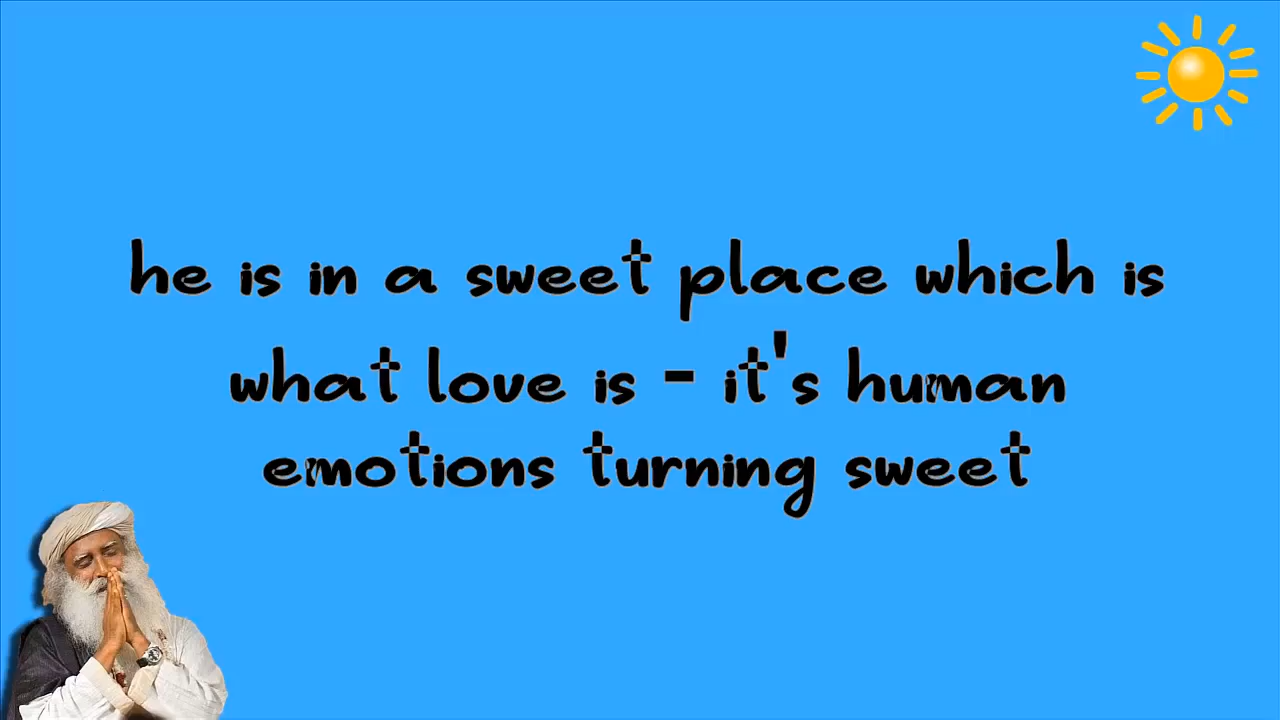 he is in a sweet place which is
what love is - it's human
emotions turning sweet